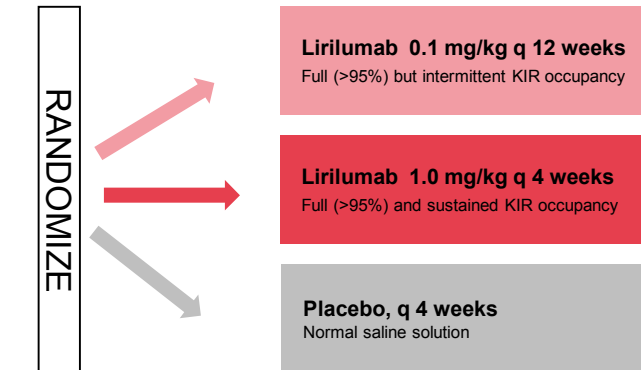 RANDOMIZE
Lirilumab 0.1 mg/kg q 12 weeks
Full (>95%) but intermittent KIR occupancy
Lirilumab 1.0 mg/kg q 4 weeks
Full (>95%) and sustained KIR occupancy
Placebo, q 4 weeks
Normal saline solution